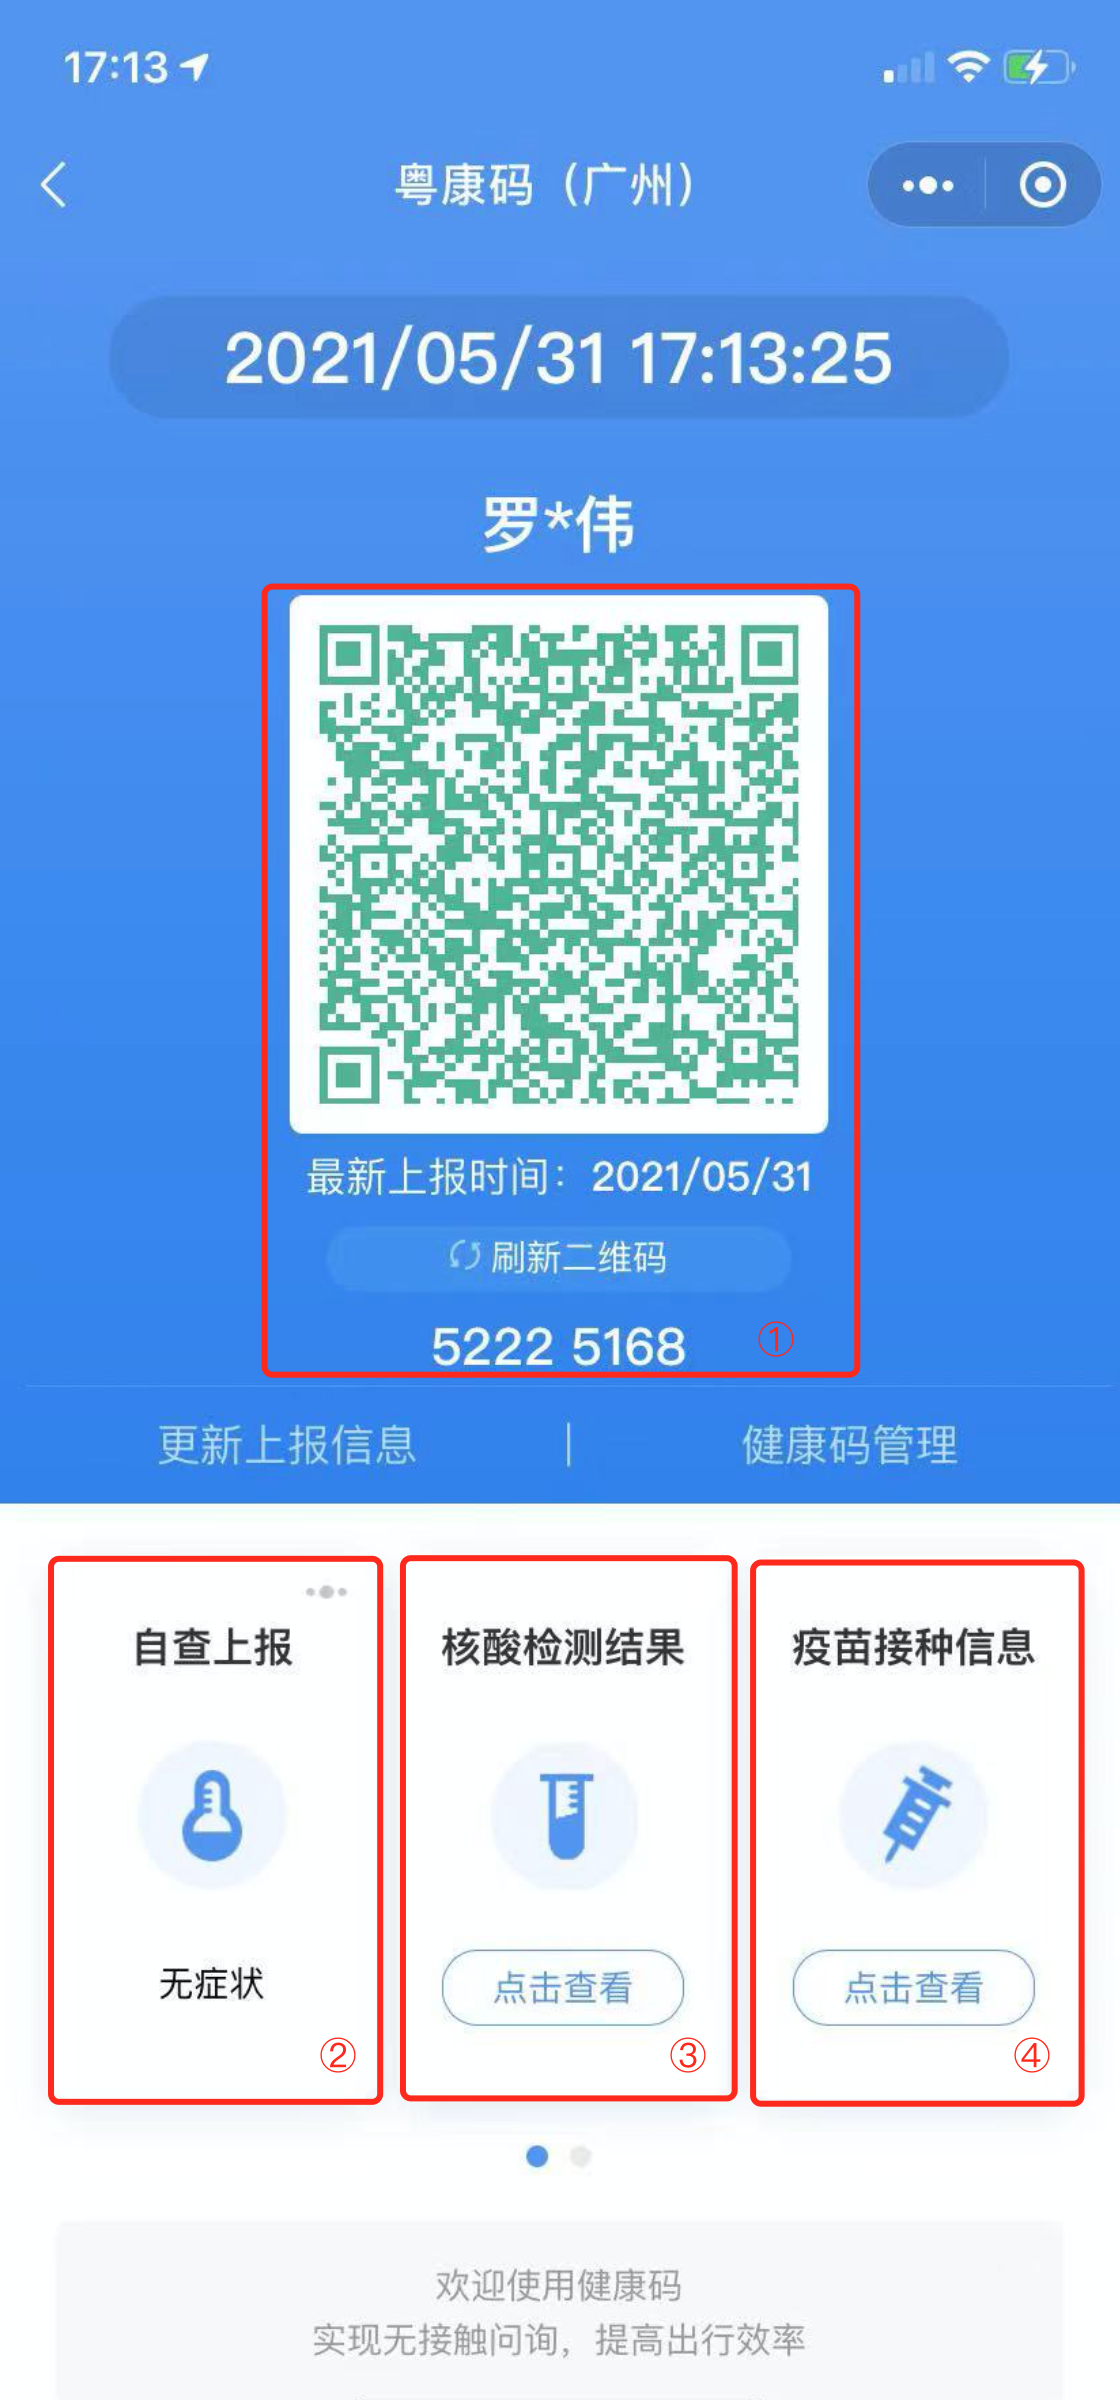 17:13
粤康码（广州）
2021/05/31 17:13:25
罗*伟
最新上报时间：2021/05/31
刷新二维码
5222 5168 ①
更新上报信息 | 健康码管理
自查上报
无症状
②
核酸检测结果
点击查看
③
疫苗接种信息
点击查看
④
欢迎使用健康码
实现无接触问询，提高出行效率